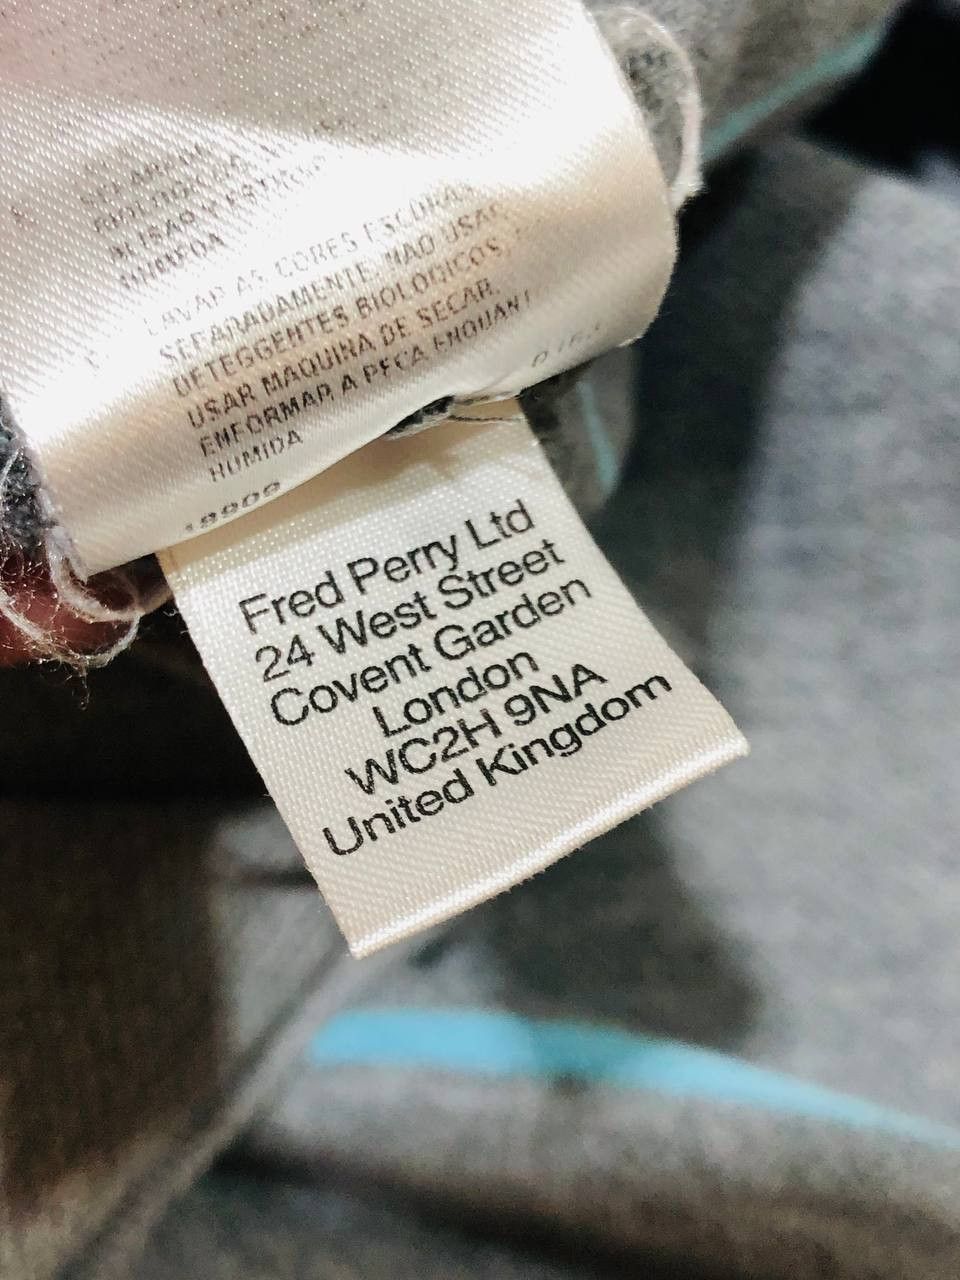 LAVAR AS CORES ESCURAS
SEPARADAMENTE. NAO USAR
DETEGGENTES BIOLOGICOS.
USAR MAQUINA DE SECAR.
ENFORMAR A PECA ENQUANT
HUMIDA
Fred Perry Ltd
24 West Street
Covent Garden
London
WC2H 9NA
United Kingdom